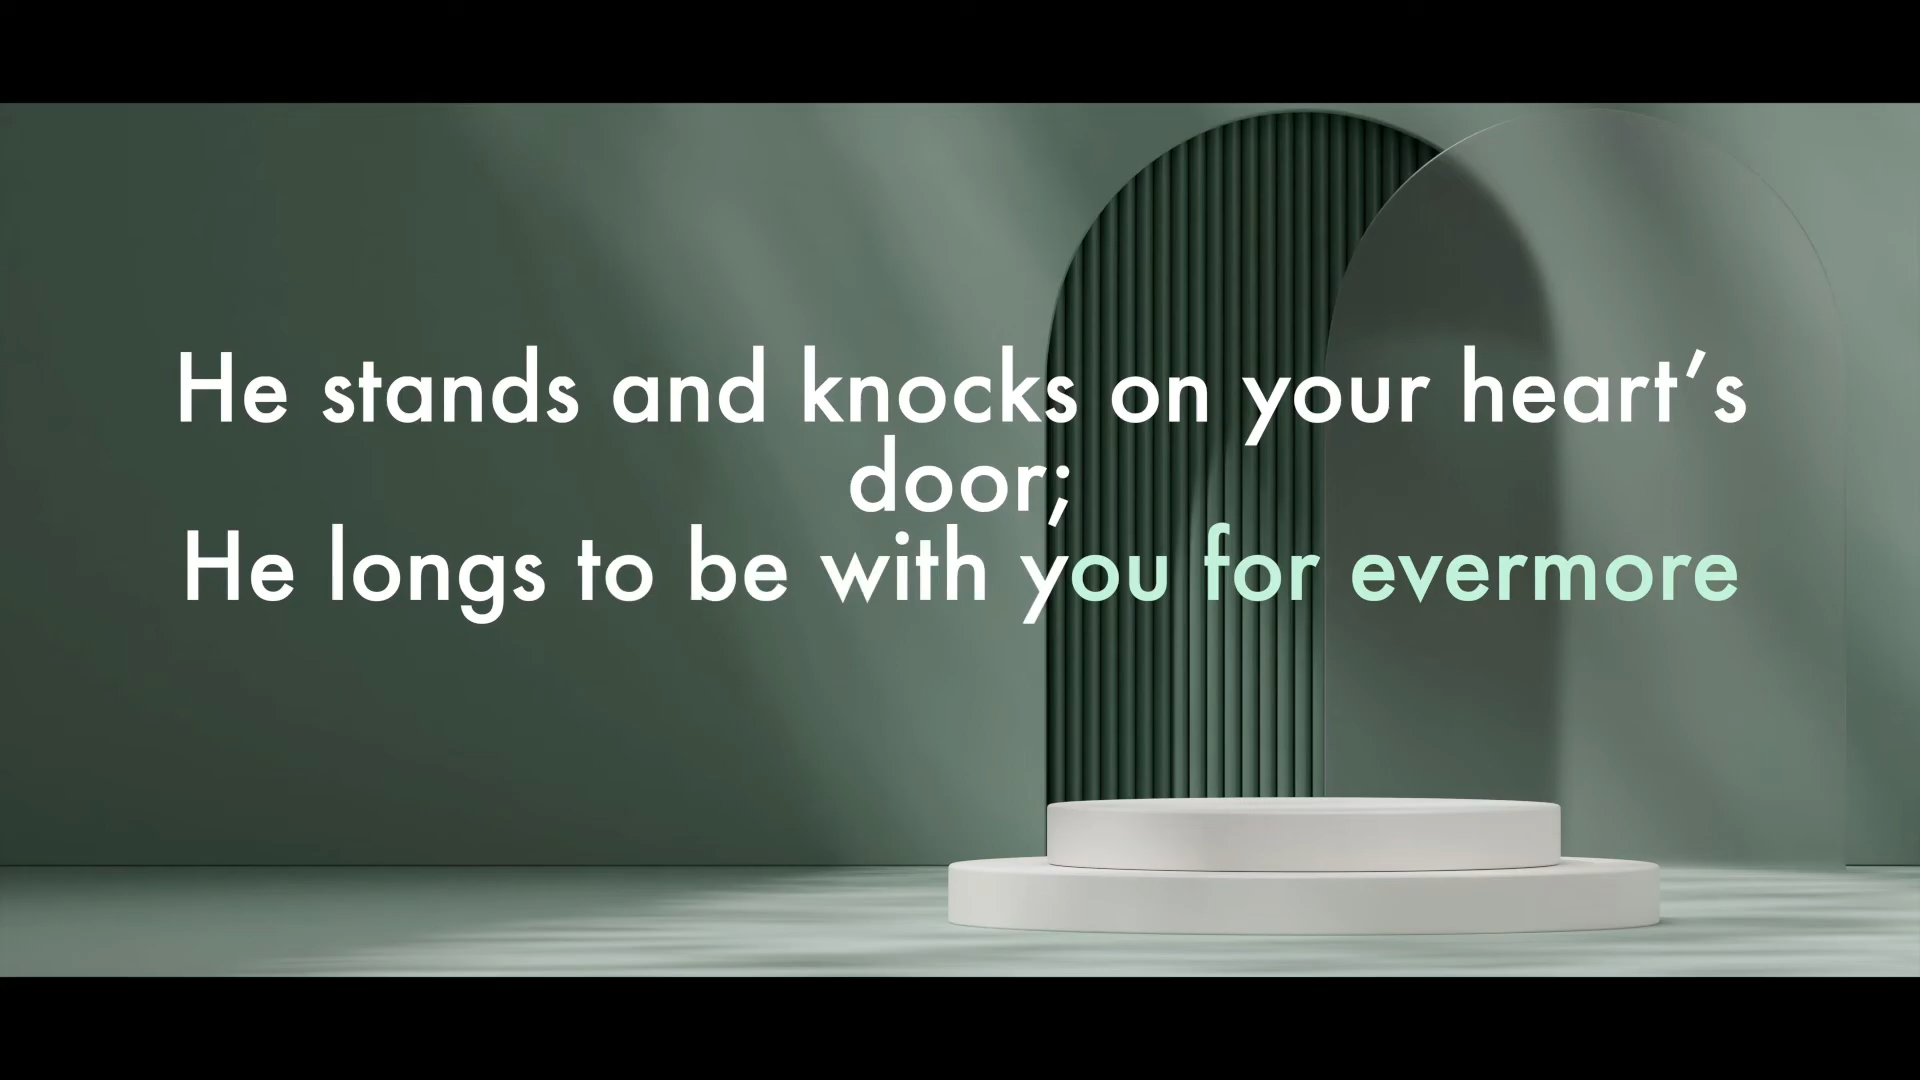 He stands and knocks on your heart’s
door;
He longs to be with you for evermore